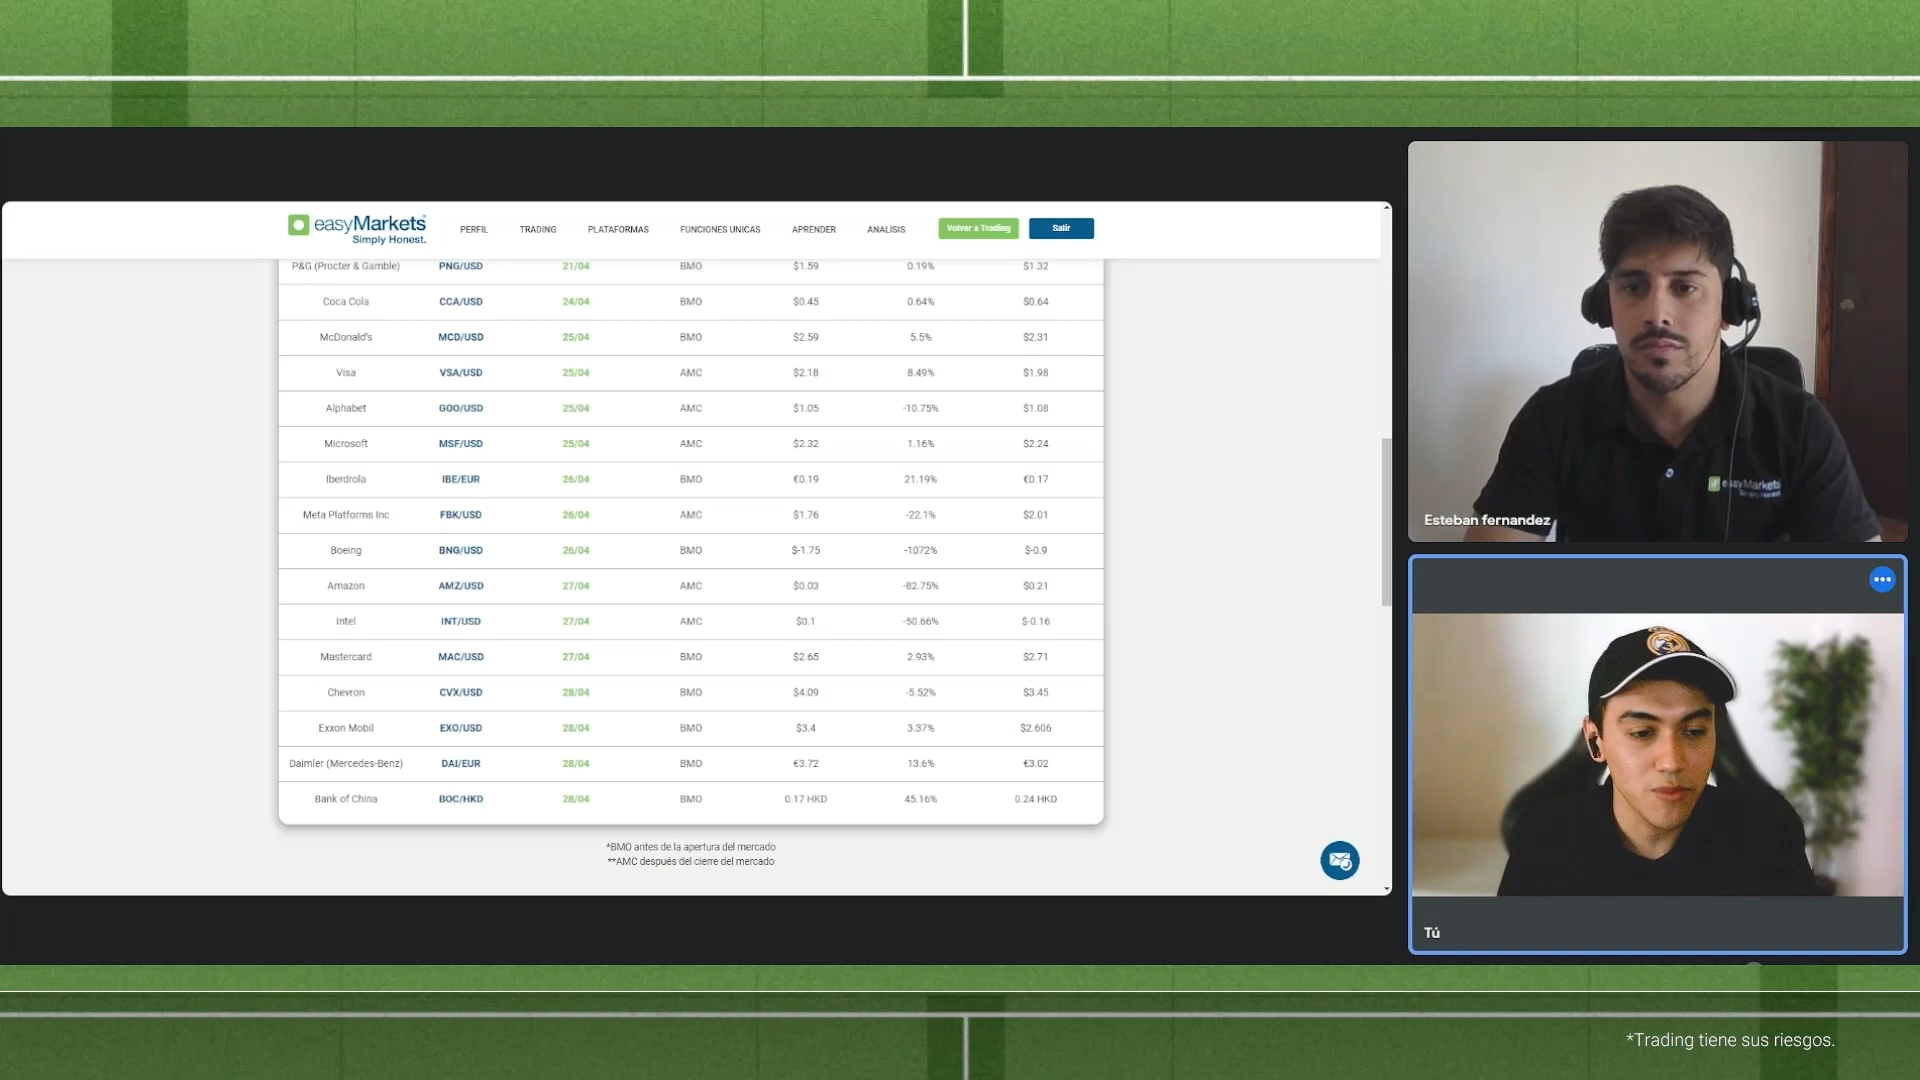 easyMarkets
Simply Honest.
PERFIL TRADING PLATAFORMAS FUNCIONES UNICAS APRENDER ANALISIS Volver a Trading Salir
P&G (Procter & Gamble) PNG/USD 21/04 BMO $1.59 0.19% $1.32
Coca Cola CCA/USD 24/04 BMO $0.45 0.64% $0.64
McDonald's MCD/USD 25/04 BMO $2.59 5.5% $2.31
Visa VSA/USD 25/04 AMC $2.18 8.49% $1.98
Alphabet GOO/USD 25/04 AMC $1.05 -10.75% $1.08
Microsoft MSF/USD 25/04 AMC $2.32 1.16% $2.24
Iberdrola IBE/EUR 26/04 BMO €0.19 21.19% €0.17
Meta Platforms Inc FBK/USD 26/04 AMC $1.76 -22.1% $2.01
Boeing BNG/USD 26/04 BMO $-1.75 -1072% $-0.9
Amazon AMZ/USD 27/04 AMC $0.03 -82.75% $0.21
Intel INT/USD 27/04 AMC $0.1 -50.66% $-0.16
Mastercard MAC/USD 27/04 BMO $2.65 2.93% $2.71
Chevron CVX/USD 28/04 BMO $4.09 -5.52% $3.45
Exxon Mobil EXO/USD 28/04 BMO $3.4 3.37% $2.606
Daimler (Mercedes-Benz) DAI/EUR 28/04 BMO €3.72 13.6% €3.02
Bank of China BOC/HKD 28/04 BMO 0.17 HKD 45.16% 0.24 HKD
*BMO antes de la apertura del mercado
**AMC después del cierre del mercado
easyMarkets
Esteban fernandez
Tú
*Trading tiene sus riesgos.